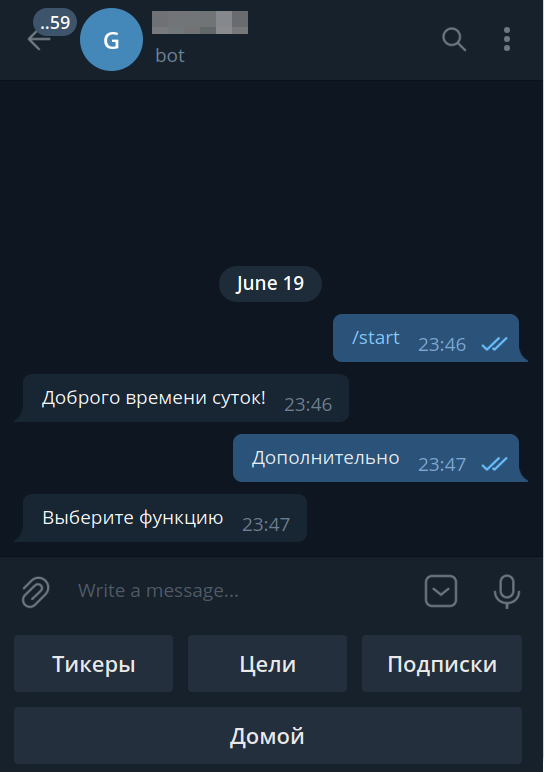 ..59
G
bot
June 19
/start 23:46
Доброго времени суток! 23:46
Дополнительно 23:47
Выберите функцию 23:47
Write a message...
Тикеры Цели Подписки
Домой